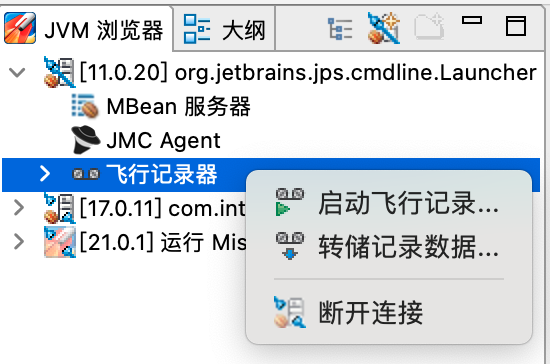 JVM 浏览器 大纲
[11.0.20] org.jetbrains.jps.cmdline.Launcher
MBean 服务器
JMC Agent
飞行记录器
[17.0.11] com.int
[21.0.1] 运行 Mis
启动飞行记录...
转储记录数据...
断开连接